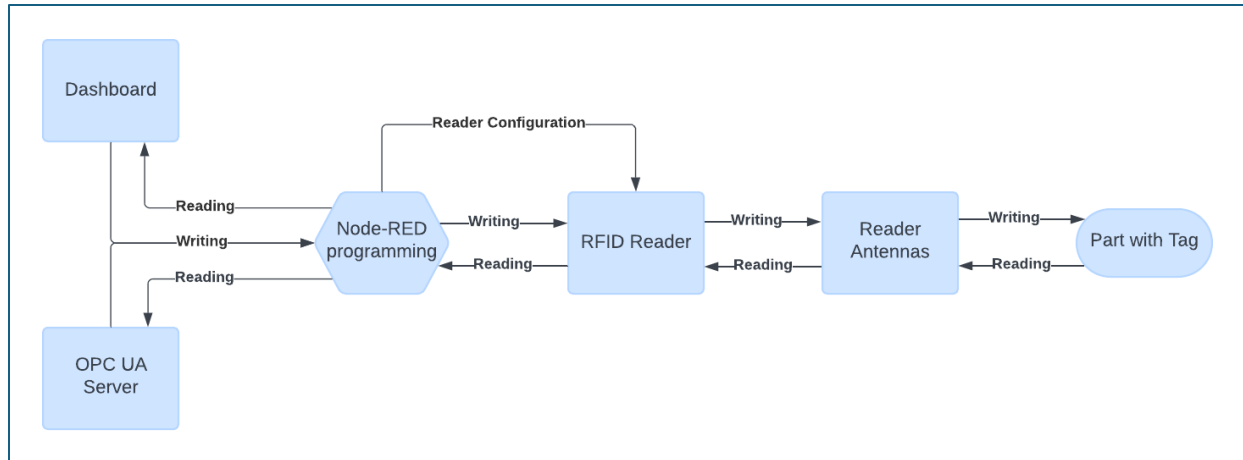 Dashboard
Reader Configuration
Reading
Writing
Reading
Node-RED
programming
Writing
Reading
RFID Reader
Writing
Reading
Reader
Antennas
Writing
Reading
Part with Tag
OPC UA
Server